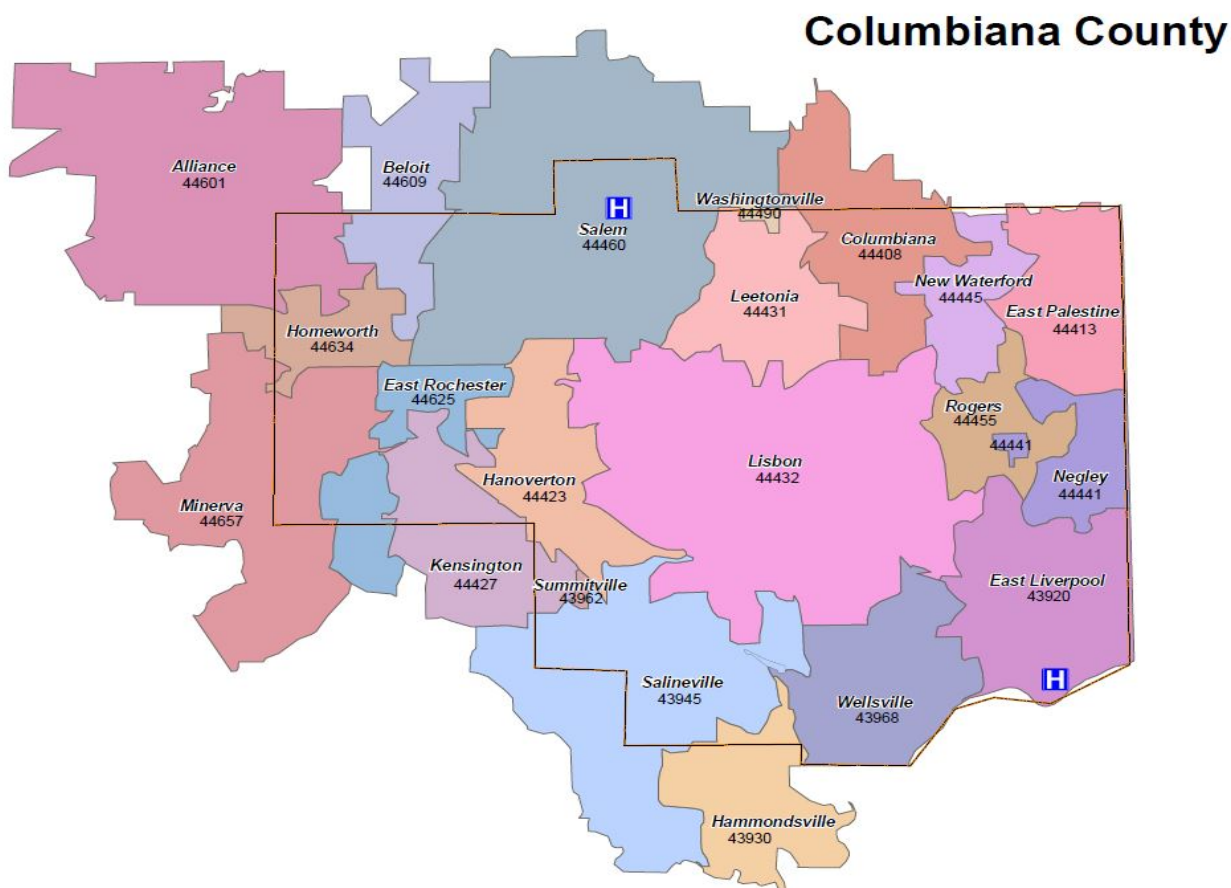 Columbiana County
Alliance
44601
Beloit
44609
H
Salem
44460
Washingtonville
44490
Columbiana
44408
Leetonia
44431
New Waterford
44445
East Palestine
44413
Homeworth
44634
East Rochester
44625
Rogers
44455
44441
Lisbon
44432
Hanoverton
44423
Negley
44441
Minerva
44657
Kensington
44427
Summitville
43962
East Liverpool
43920
H
Salineville
43945
Wellsville
43968
Hammondsville
43930